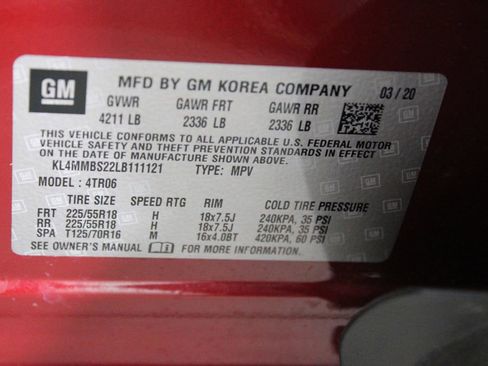 GM MFD BY GM KOREA COMPANY 03/20
GVWR GAWR FRT GAWR RR
4211 LB 2336 LB 2336 LB
THIS VEHICLE CONFORMS TO ALL APPLICABLE U.S. FEDERAL MOTOR
VEHICLE SAFETY AND THEFT PREVENTION STANDARDS IN EFFECT ON THE
DATE OF MANUFACTURE SHOWN ABOVE.
KL4MMBS22LB111121 TYPE: MPV
MODEL: 4TR06
TIRE SIZE SPEED RTG RIM COLD TIRE PRESSURE
FRT 225/55R18 H 18x7.5J 240KPA, 35 PSI
RR 225/55R18 H 18x7.5J 240KPA, 35 PSI
SPA T125/70R16 M 16x4.0BT 420KPA, 60 PSI
SEE OWNER'S MANUAL FOR MORE INFORMATION.